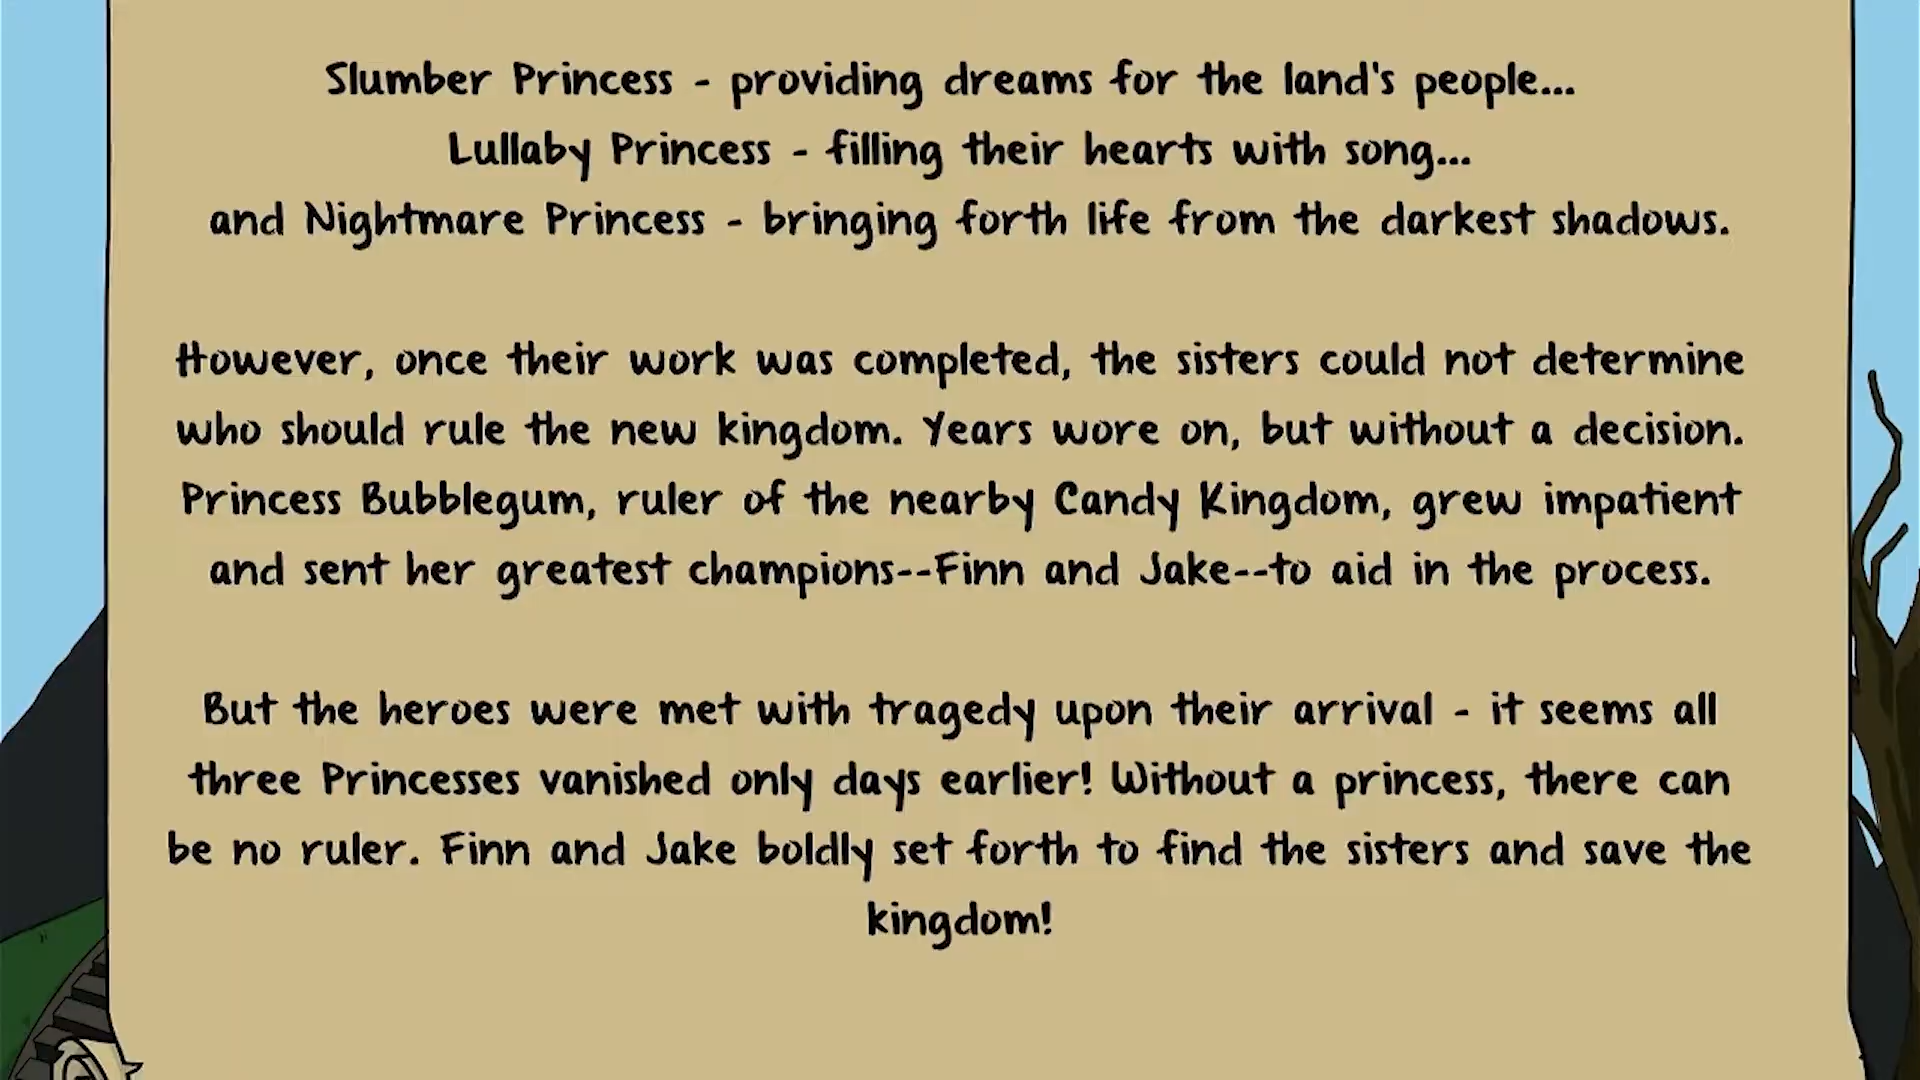 Slumber Princess - providing dreams for the land's people...
Lullaby Princess - filling their hearts with song...
and Nightmare Princess - bringing forth life from the darkest shadows.
However, once their work was completed, the sisters could not determine
who should rule the new kingdom. Years wore on, but without a decision.
Princess Bubblegum, ruler of the nearby Candy Kingdom, grew impatient
and sent her greatest champions--Finn and Jake--to aid in the process.
But the heroes were met with tragedy upon their arrival - it seems all
three Princesses vanished only days earlier! Without a princess, there can
be no ruler. Finn and Jake boldly set forth to find the sisters and save the
kingdom!